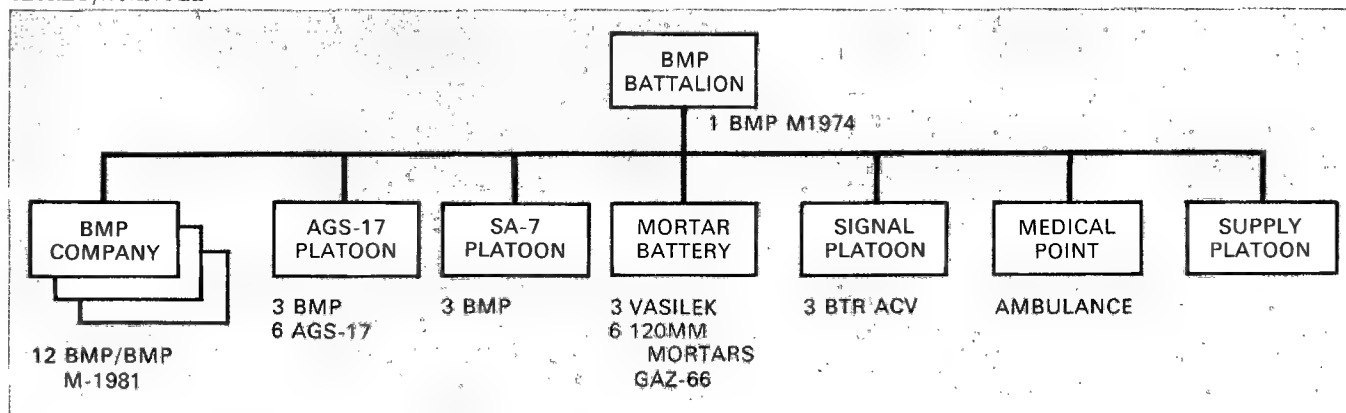 BMP
BATTALION
1 BMP M1974
BMP
COMPANY
12 BMP/BMP
M-1981
AGS-17
PLATOON
3 BMP
6 AGS-17
SA-7
PLATOON
3 BMP
MORTAR
BATTERY
3 VASILEK
6 120MM
MORTARS
GAZ-66
SIGNAL
PLATOON
3 BTR ACV
MEDICAL
POINT
AMBULANCE
SUPPLY
PLATOON